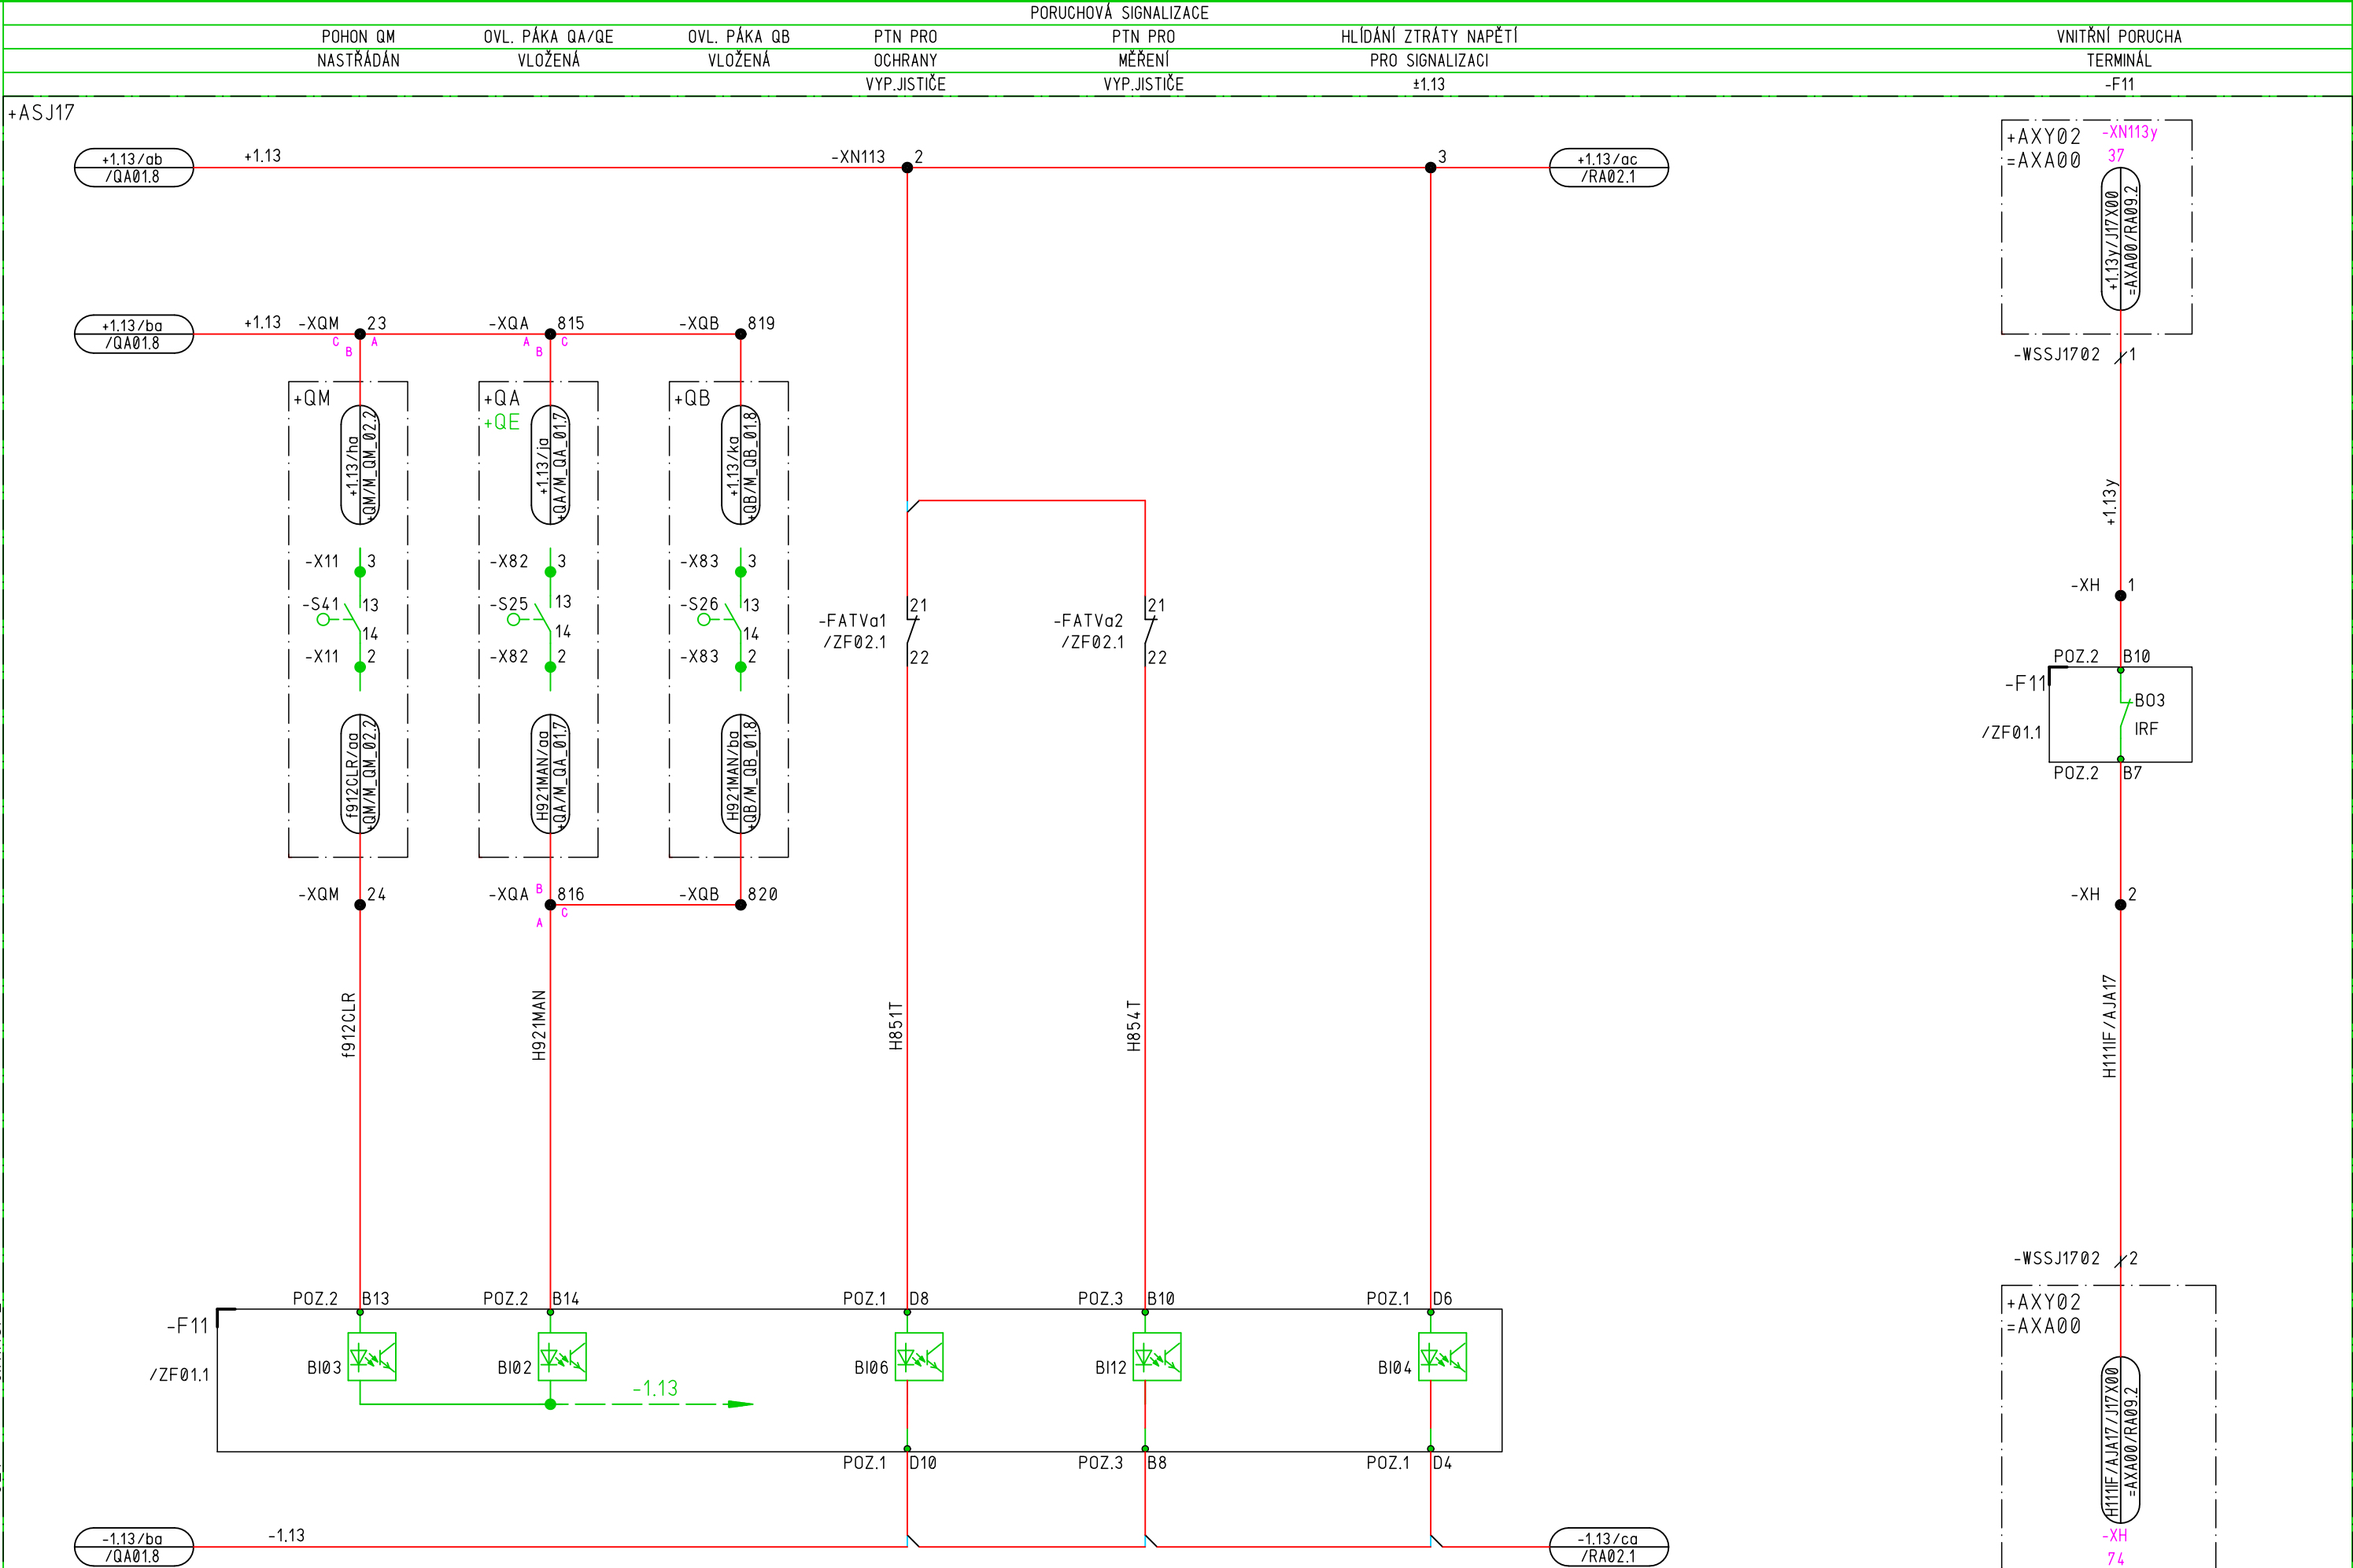 PORUCHOVÁ SIGNALIZACE
POHON QM OVL. PÁKA QA/QE OVL. PÁKA QB PTN PRO PTN PRO HLÍDÁNÍ ZTRÁTY NAPĚTÍ VNITŘNÍ PORUCHA
NASTŘÁDÁN VLOŽENÁ VLOŽENÁ OCHRANY MĚŘENÍ PRO SIGNALIZACI TERMINÁL
VYP.JISTIČE VYP.JISTIČE ±1.13 -F11
+ASJ17
+1.13/ab +1.13 -XN113 2 3 +1.13/ac
/QA01.8 /RA02.1
+AXY02 -XN113y
=AXA00 37
+1.13y/J17X00
=AXA00/RA09.2
+1.13/ba +1.13 -XQM 23 -XQA 815 -XQB 819
/QA01.8
C B A A B C
-WSSJ1702 1
+QM +QA +QB
+QE
+1.13/ha
+QM/M_QM_02.2
+1.13/ia
+QA/M_QA_01.7
+1.13/ka
+QB/M_QB_01.8
+1.13y
-X11 3 -X82 3 -X83 3
-XH 1
-S41 13 -S25 13 -S26 13
14 14 14
-X11 2 -X82 2 -X83 2
21 21
-FATVa1 -FATVa2
/ZF02.1 /ZF02.1
22 22
POZ.2 B10
-F11 BO3
/ZF01.1 IRF
POZ.2 B7
f912CLR/aa
+QM/M_QM_02.2
H921MAN/aa
+QA/M_QA_01.7
H921MAN/ba
+QB/M_QB_01.8
-XQM 24 -XQA 816 -XQB 820
B C A
-XH 2
f912CLR
H921MAN
H851T
H854T
H111IF/AJA17
-WSSJ1702 2
POZ.2 B13 POZ.2 B14 POZ.1 D8 POZ.3 B10 POZ.1 D6
-F11
/ZF01.1
BI03 BI02 BI06 BI12 BI04
-1.13
POZ.1 D10 POZ.3 B8 POZ.1 D4
+AXY02
=AXA00
H111IF/AJA17/J17X00
=AXA00/RA09.2
-XH
74
-1.13/ba -1.13 -1.13/ca
/QA01.8 /RA02.1